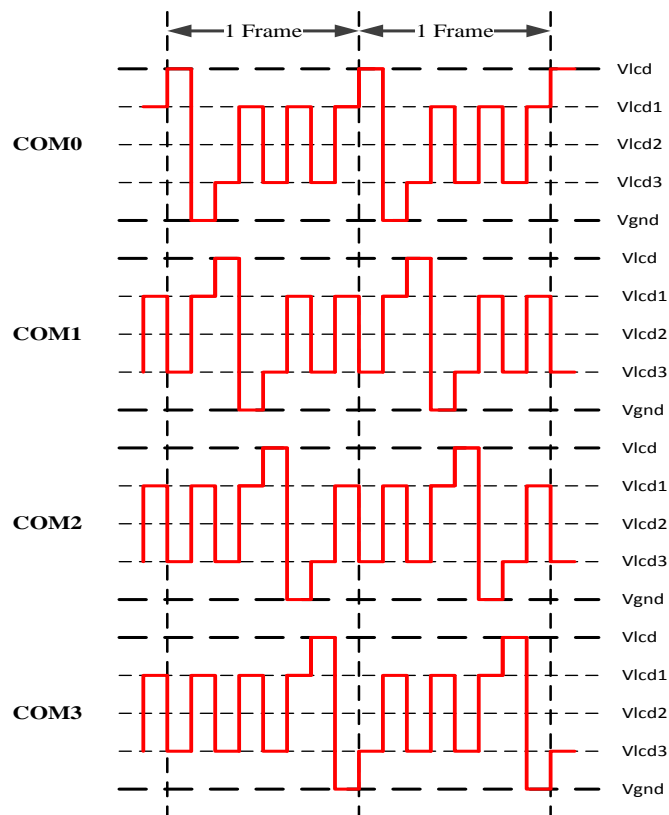 1 Frame 1 Frame
Vlcd
Vlcd1
COM0 Vlcd2
Vlcd3
Vgnd
Vlcd
Vlcd1
COM1 Vlcd2
Vlcd3
Vgnd
Vlcd
Vlcd1
COM2 Vlcd2
Vlcd3
Vgnd
Vlcd
Vlcd1
COM3 Vlcd2
Vlcd3
Vgnd